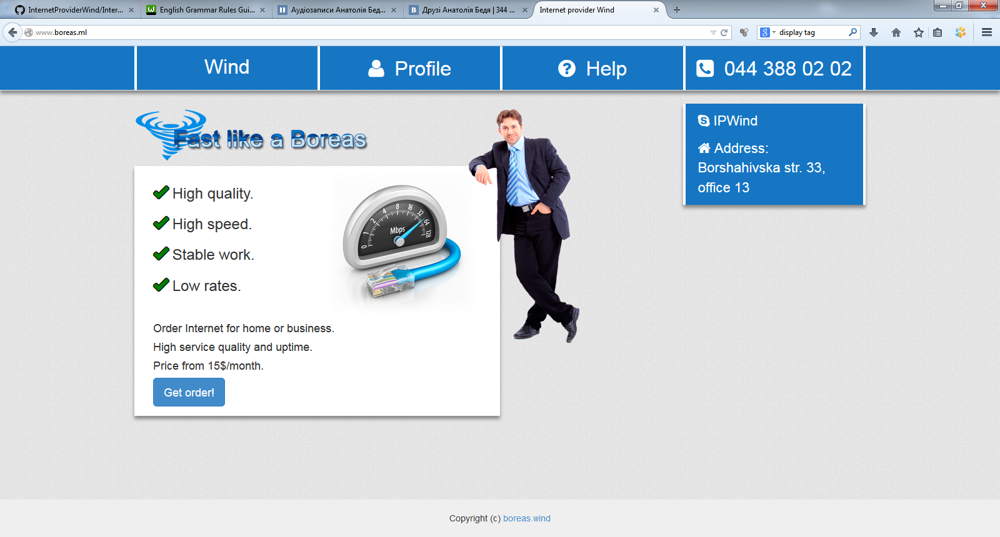 InternetProviderWind/Inter...
English Grammar Rules Gui...
Аудіозаписи Анатолія Бед...
Друзі Анатолія Бедя | 344 ...
Internet provider Wind
www.boreas.ml
display tag
Wind
Profile
Help
044 388 02 02
Fast like a Boreas
IPWind
Address:
Borshahivska str. 33,
office 13
High quality.
High speed.
Stable work.
Low rates.
0 1 2 4 8 16 32 64 128
Mbps
Order Internet for home or business.
High service quality and uptime.
Price from 15$/month.
Get order!
Copyright (c) boreas.wind